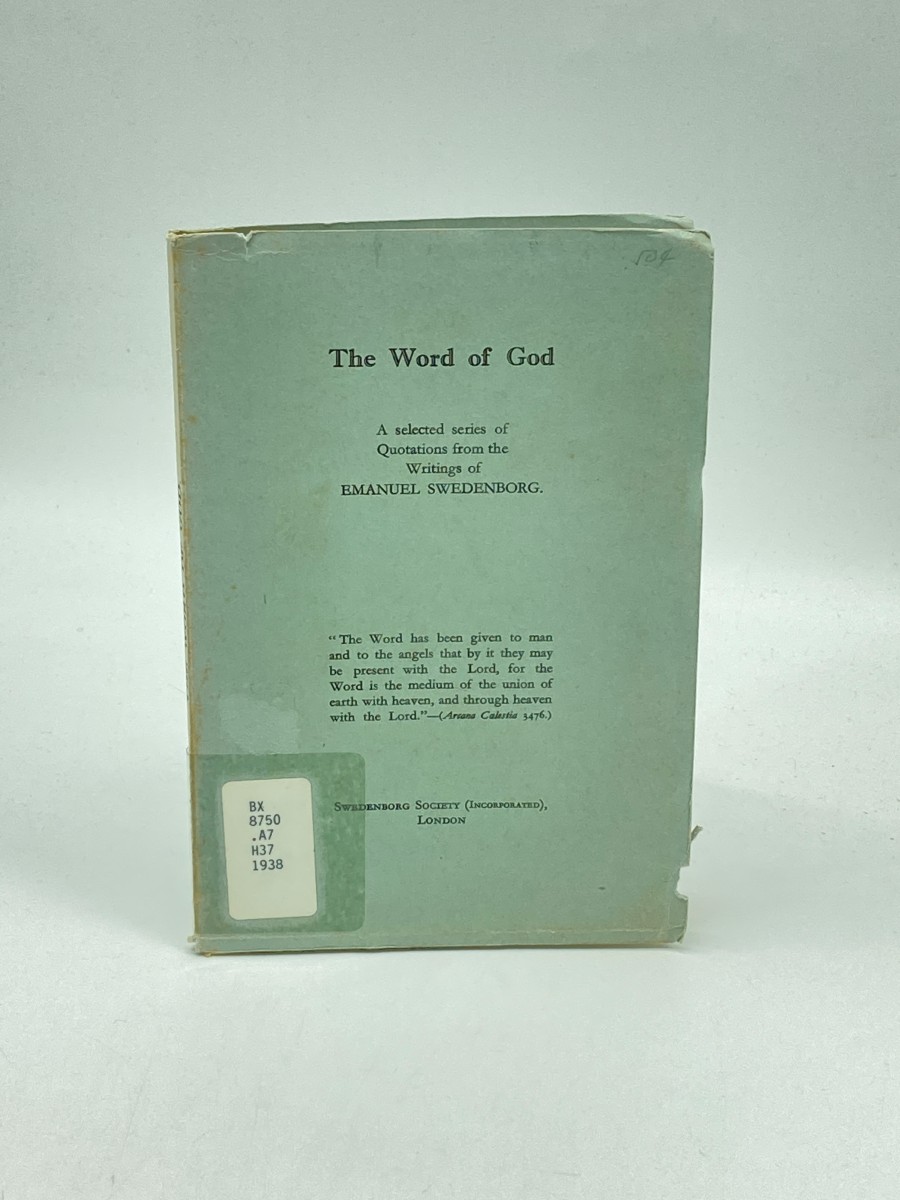 50¢
The Word of God
A selected series of
Quotations from the
Writings of
EMANUEL SWEDENBORG.
“The Word has been given to man
and to the angels that by it they may
be present with the Lord, for the
Word is the medium of the union of
earth with heaven, and through heaven
with the Lord.”—(Arcana Cælestia 3476.)
SWEDENBORG SOCIETY (INCORPORATED),
LONDON
BX
8750
.A7
H37
1938